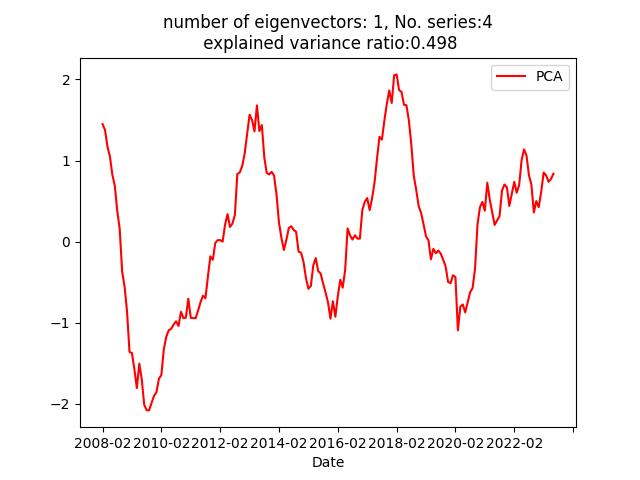 number of eigenvectors: 1, No. series:4
explained variance ratio:0.498
PCA
2
1
0
−1
−2
2008-02 2010-02 2012-02 2014-02 2016-02 2018-02 2020-02 2022-02
Date